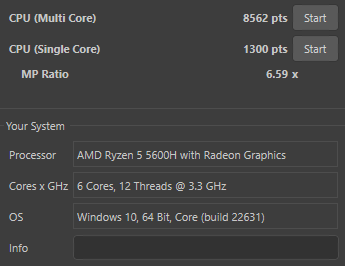 CPU (Multi Core) 8562 pts Start
CPU (Single Core) 1300 pts Start
MP Ratio 6.59 x
Your System
Processor AMD Ryzen 5 5600H with Radeon Graphics
Cores x GHz 6 Cores, 12 Threads @ 3.3 GHz
OS Windows 10, 64 Bit, Core (build 22631)
Info